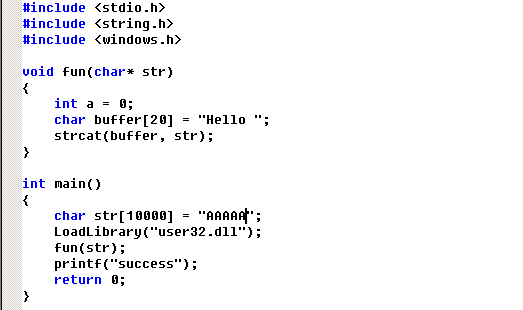 #include <stdio.h>
#include <string.h>
#include <windows.h>
void fun(char* str)
{
int a = 0;
char buffer[20] = "Hello ";
strcat(buffer, str);
}
int main()
{
char str[10000] = "AAAAA";
LoadLibrary("user32.dll");
fun(str);
printf("success");
return 0;
}